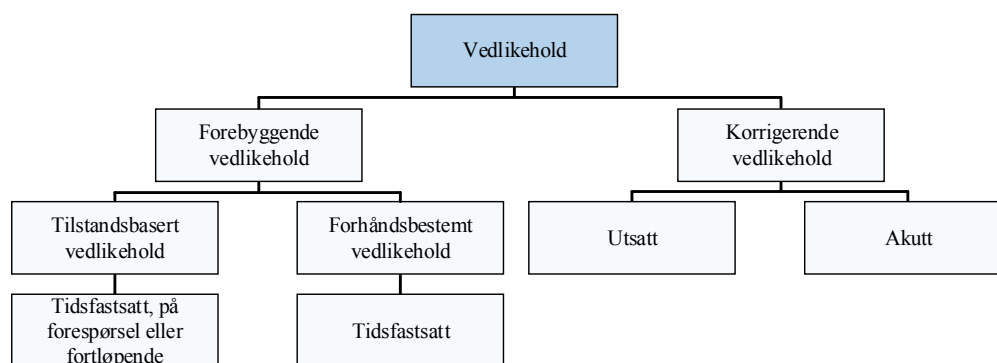 Vedlikehold
Forebyggende
vedlikehold
Korrigerende
vedlikehold
Tilstandsbasert
vedlikehold
Forhåndsbestemt
vedlikehold
Utsatt
Akutt
Tidsfastsatt, på
forespørsel eller
fortløpende
Tidsfastsatt